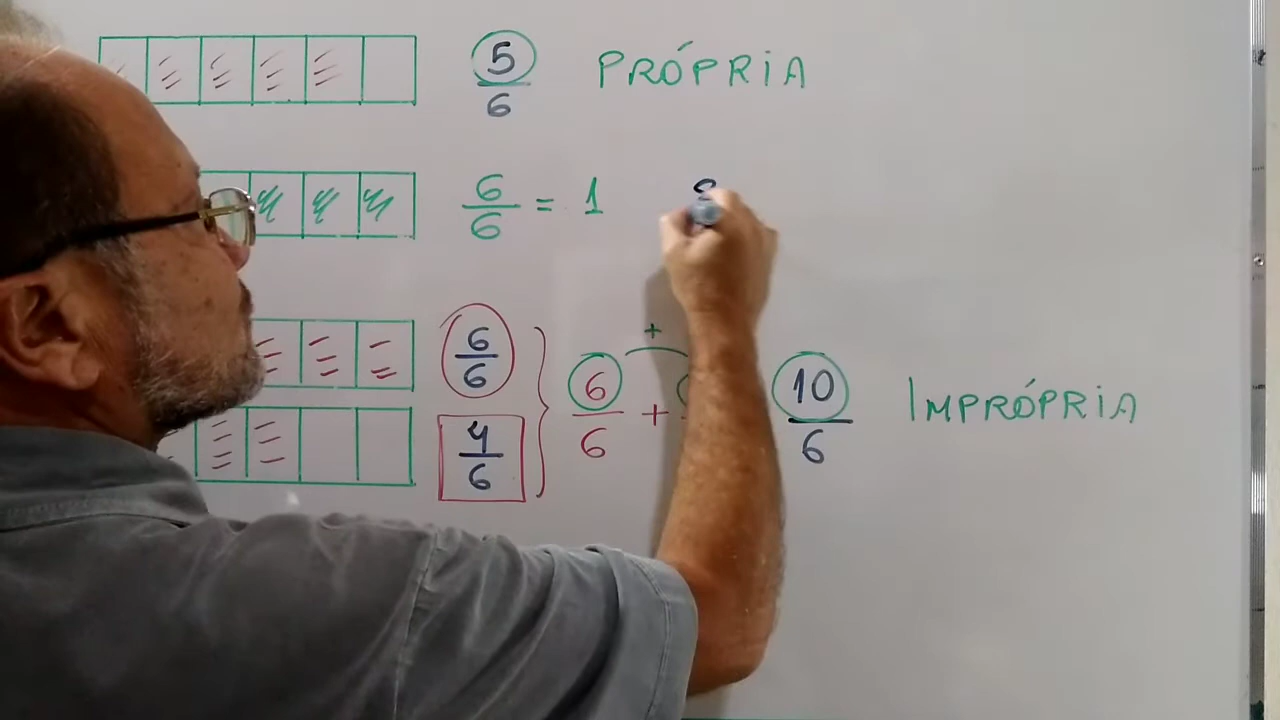 5/6 PRÓPRIA
6/6 = 1
6/6
4/6
6/6 +
+
10/6 IMPRÓPRIA